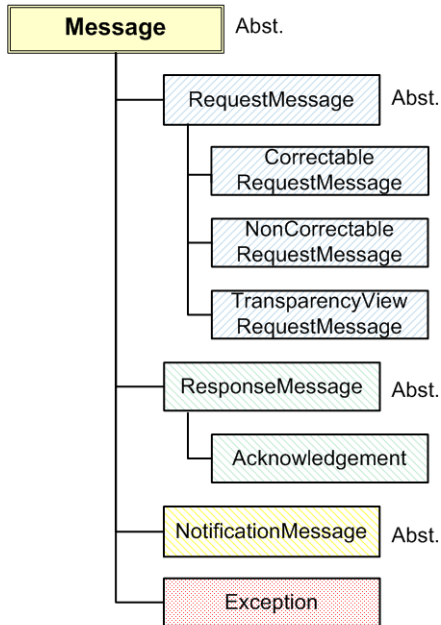 Message
Abst.
RequestMessage
Abst.
Correctable
RequestMessage
NonCorrectable
RequestMessage
TransparencyView
RequestMessage
ResponseMessage
Abst.
Acknowledgement
NotificationMessage
Abst.
Exception